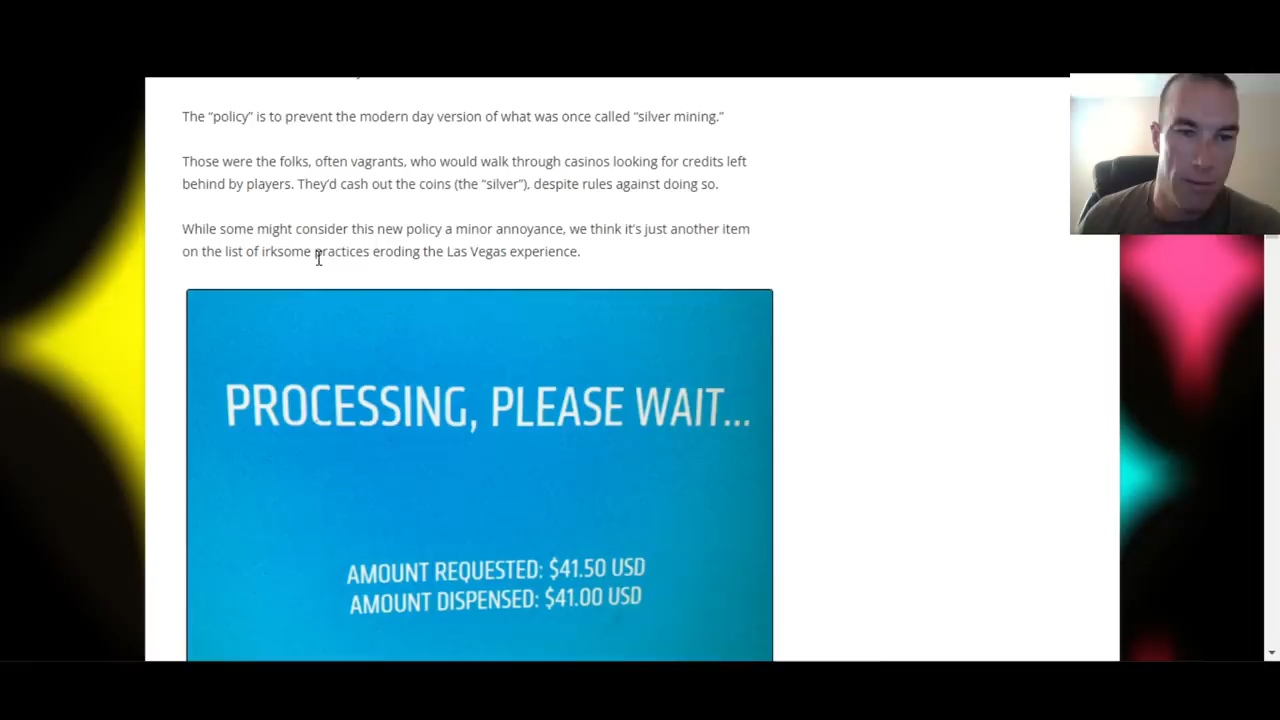 The “policy” is to prevent the modern day version of what was once called “silver mining.”
Those were the folks, often vagrants, who would walk through casinos looking for credits left
behind by players. They’d cash out the coins (the “silver”), despite rules against doing so.
While some might consider this new policy a minor annoyance, we think it’s just another item
on the list of irksome practices eroding the Las Vegas experience.
PROCESSING, PLEASE WAIT...
AMOUNT REQUESTED: $41.50 USD
AMOUNT DISPENSED: $41.00 USD